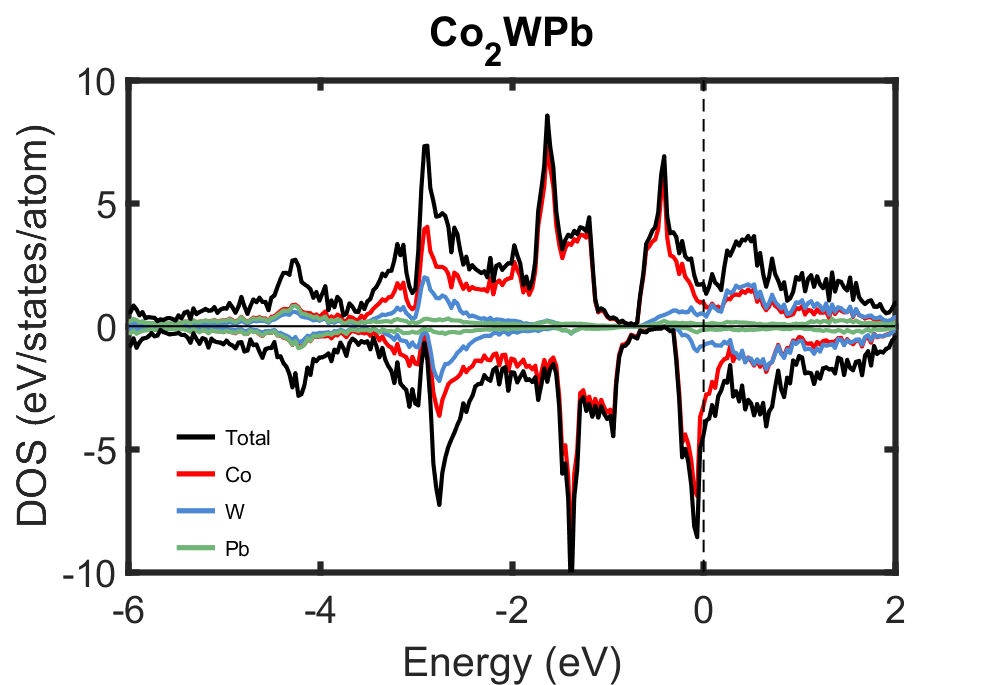 Co₂WPb
DOS (eV/states/atom)
10
5
0
-5
-10
Total
Co
W
Pb
-6
-4
-2
0
2
Energy (eV)